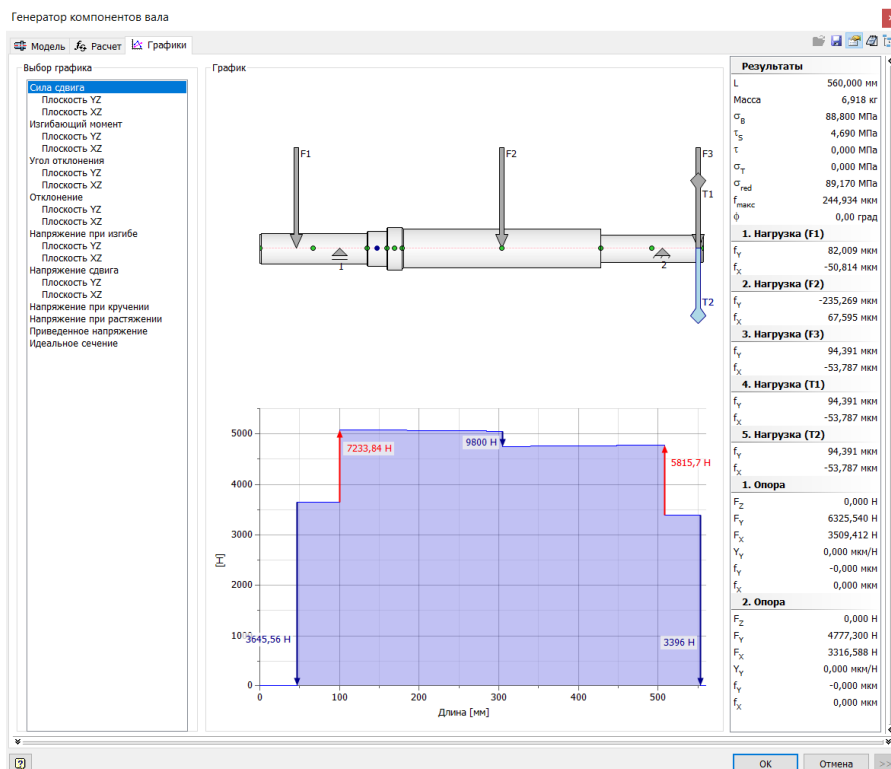 Генератор компонентов вала
Модель Расчет Графики
Выбор графика
Сила сдвига
Плоскость YZ
Плоскость XZ
Изгибающий момент
Плоскость YZ
Плоскость XZ
Угол отклонения
Плоскость YZ
Плоскость XZ
Отклонение
Плоскость YZ
Плоскость XZ
Напряжение при изгибе
Плоскость YZ
Плоскость XZ
Напряжение сдвига
Плоскость YZ
Плоскость XZ
Напряжение при кручении
Напряжение при растяжении
Приведенное напряжение
Идеальное сечение
График
F1
F2
F3
T1
1
2
T2
5000
4000
3000
2000
1000
0
[Н]
7233,84 Н
9800 Н
5815,7 Н
3645,56 Н
3396 Н
0 100 200 300 400 500
Длина [мм]
Результаты
L 560,000 мм
Масса 6,918 кг
σB 88,800 МПа
τS 4,690 МПа
τ 0,000 МПа
σT 0,000 МПа
σred 89,170 МПа
fмакс 244,934 мкм
ϕ 0,00 град
1. Нагрузка (F1)
fY 82,009 мкм
fX -50,814 мкм
2. Нагрузка (F2)
fY -235,269 мкм
fX 67,595 мкм
3. Нагрузка (F3)
fY 94,391 мкм
fX -53,787 мкм
4. Нагрузка (T1)
fY 94,391 мкм
fX -53,787 мкм
5. Нагрузка (T2)
fY 94,391 мкм
fX -53,787 мкм
1. Опора
FZ 0,000 Н
FY 6325,540 Н
FX 3509,412 Н
YY 0,000 мкм/Н
fY -0,000 мкм
fX 0,000 мкм
2. Опора
FZ 0,000 Н
FY 4777,300 Н
FX 3316,588 Н
YY 0,000 мкм/Н
fY -0,000 мкм
fX 0,000 мкм
?
ОК Отмена >>